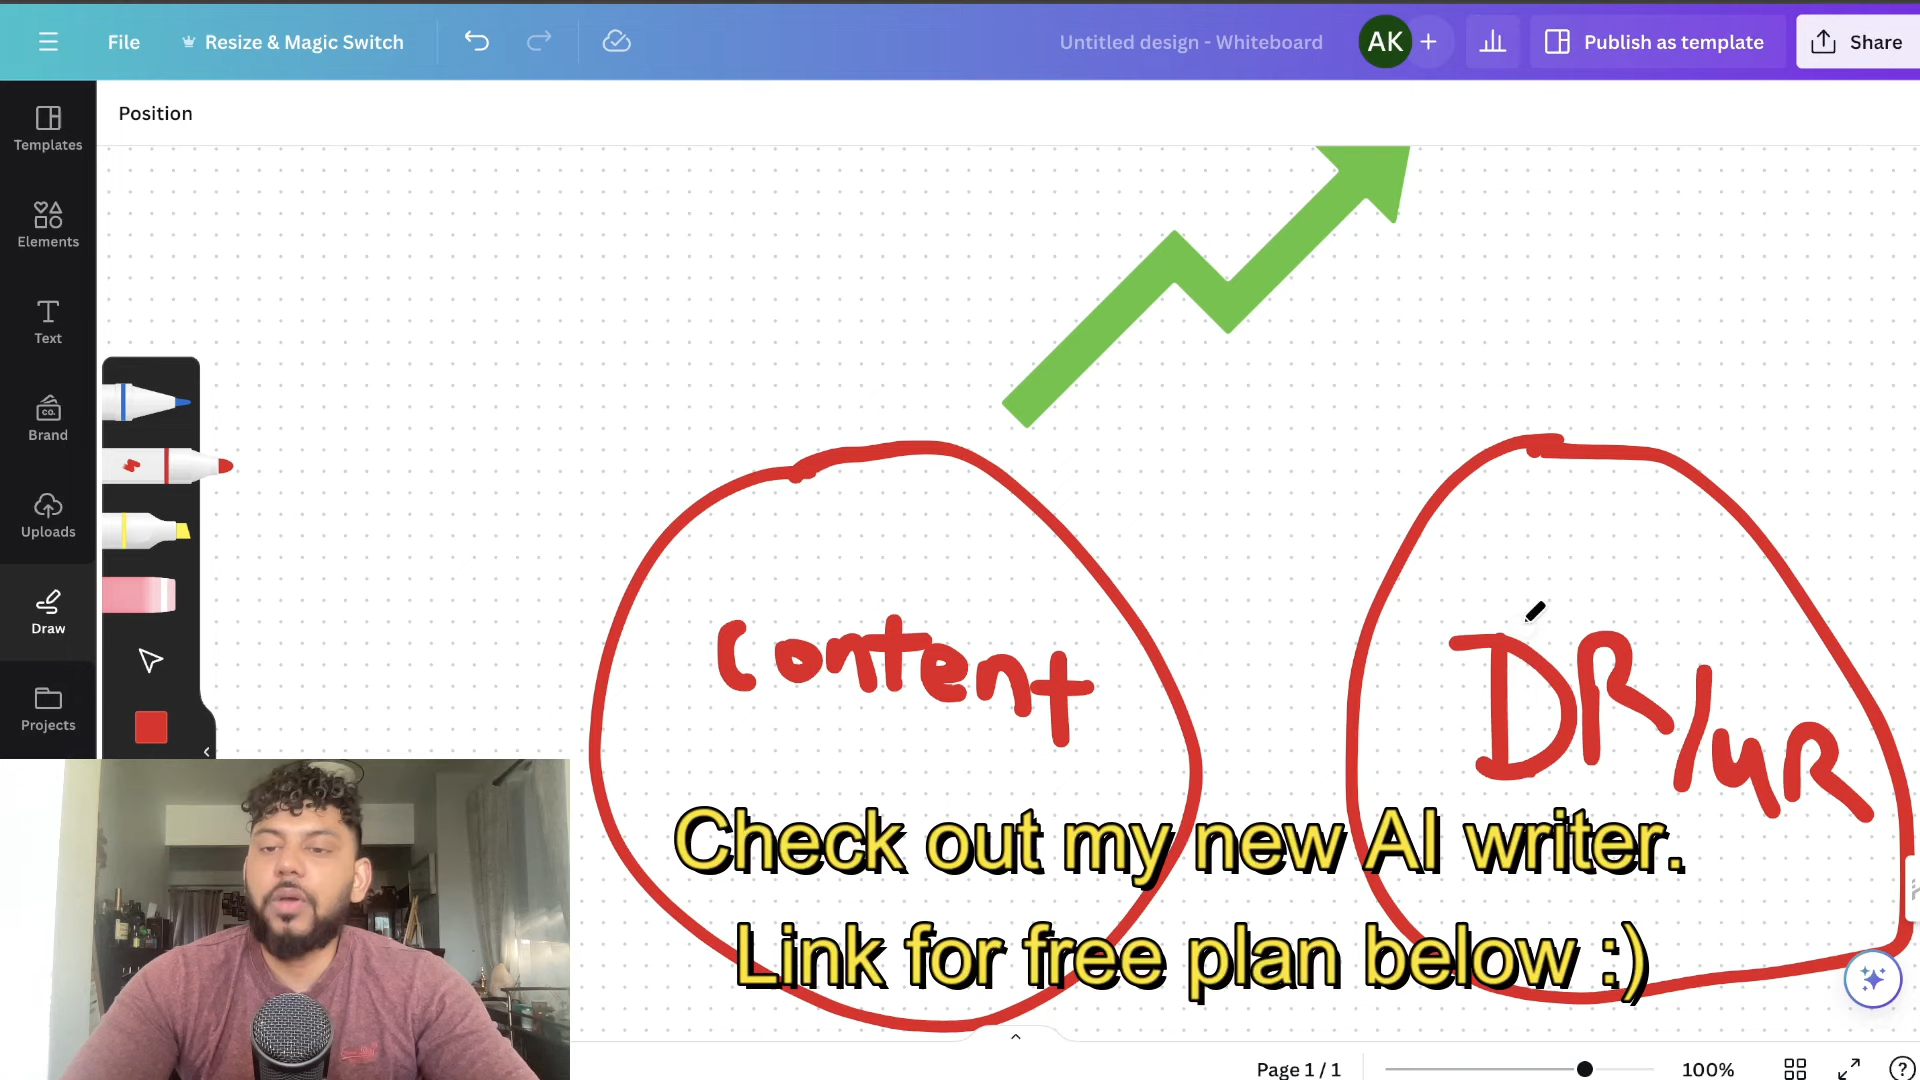 File
Resize & Magic Switch
Untitled design - Whiteboard
AK
Publish as template
Share
Position
Templates
Elements
Text
CO.
Brand
Uploads
Draw
Projects
content
DR/UR
Check out my new AI writer.
Link for free plan below :)
Page 1 / 1
100%